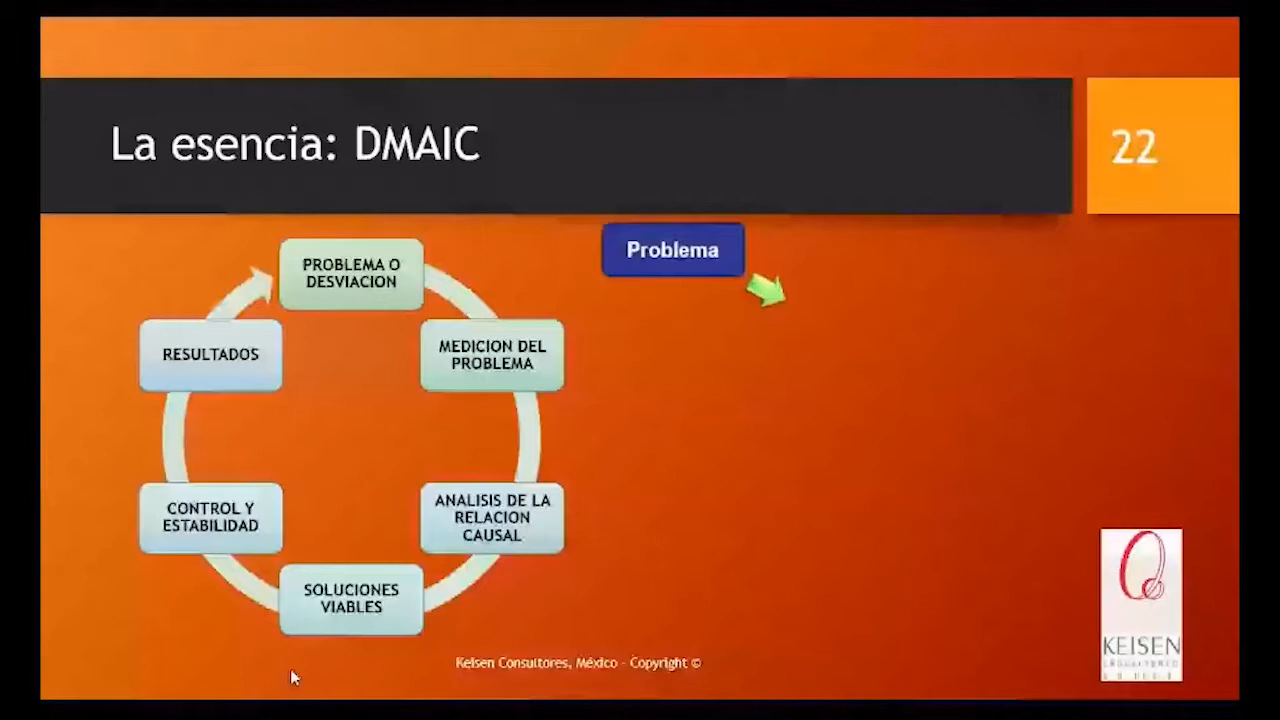 La esencia: DMAIC
22
Problema
PROBLEMA O
DESVIACION
MEDICION DEL
PROBLEMA
ANALISIS DE LA
RELACION
CAUSAL
SOLUCIONES
VIABLES
CONTROL Y
ESTABILIDAD
RESULTADOS
Keisen Consultores, México - Copyright ©
KEISEN